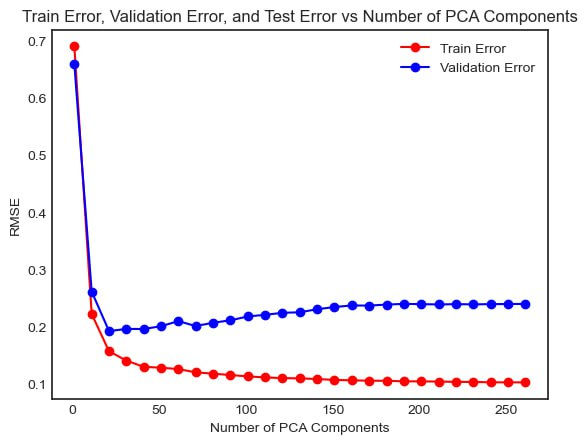 Train Error, Validation Error, and Test Error vs Number of PCA Components
Train Error
Validation Error
0.7
0.6
0.5
0.4
0.3
0.2
0.1
RMSE
0 50 100 150 200 250
Number of PCA Components